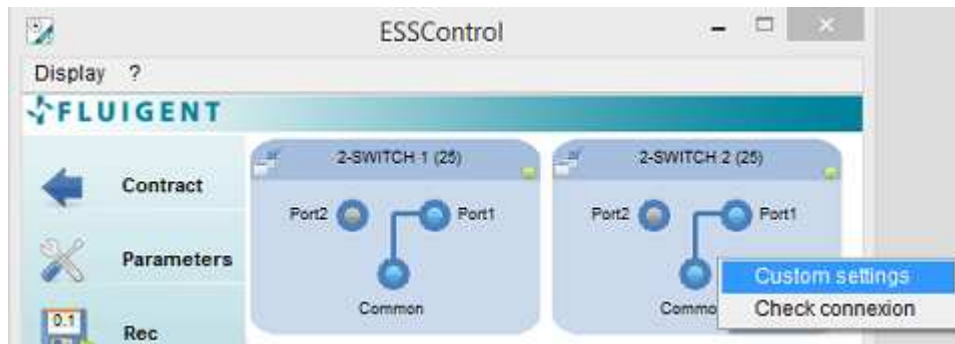 ESSControl
Display ?
FLUIGENT
Contract
Parameters
0.1
Rec
2-SWITCH 1 (25)
Port2
Port1
Common
2-SWITCH 2 (25)
Port2
Port1
Commo
Custom settings
Check connexion